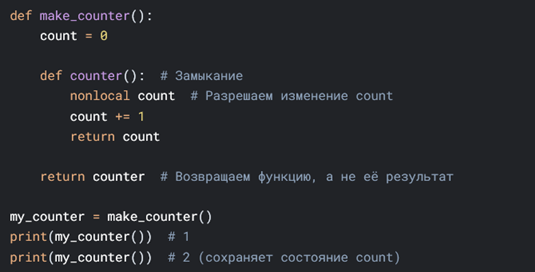 def make_counter():
    count = 0

    def counter():  # Замыкание
        nonlocal count  # Разрешаем изменение count
        count += 1
        return count

    return counter  # Возвращаем функцию, а не её результат

my_counter = make_counter()
print(my_counter())  # 1
print(my_counter())  # 2 (сохраняет состояние count)